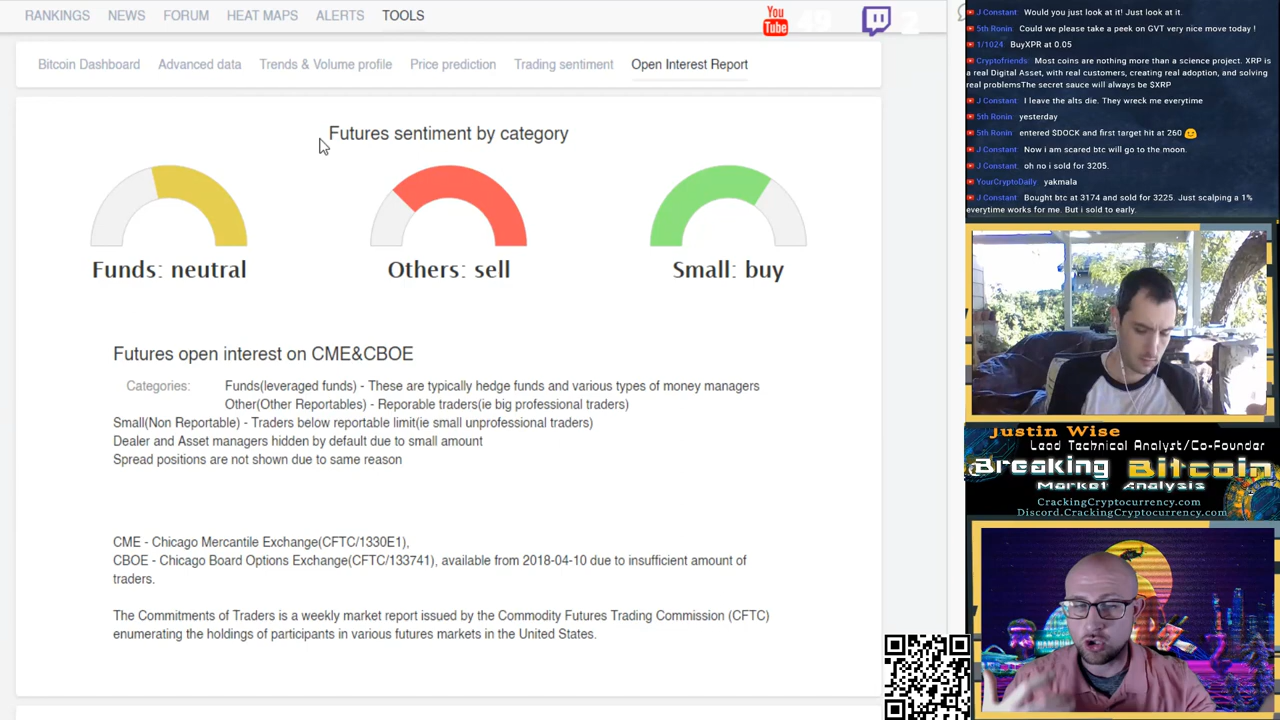 RANKINGS NEWS FORUM HEAT MAPS ALERTS TOOLS
You Tube 49 2
Bitcoin Dashboard Advanced data Trends & Volume profile Price prediction Trading sentiment Open Interest Report
Futures sentiment by category
Funds: neutral Others: sell Small: buy
Futures open interest on CME&CBOE
Categories: Funds(leveraged funds) - These are typically hedge funds and various types of money managers
Other(Other Reportables) - Reporable traders(ie big professional traders)
Small(Non Reportable) - Traders below reportable limit(ie small unprofessional traders)
Dealer and Asset managers hidden by default due to small amount
Spread positions are not shown due to same reason
CME - Chicago Mercantile Exchange(CFTC/1330E1),
CBOE - Chicago Board Options Exchange(CFTC/133741), available from 2018-04-10 due to insufficient amount of
traders.
The Commitments of Traders is a weekly market report issued by the Commodity Futures Trading Commission (CFTC)
enumerating the holdings of participants in various futures markets in the United States.
J Constant Would you just look at it! Just look at it.
5th Ronin Could we please take a peek on GVT very nice move today !
1/1024 BuyXPR at 0.05
Cryptofriends Most coins are nothing more than a science project. XRP is
a real Digital Asset, with real customers, creating real adoption, and solving
real problemsThe secret sauce will always be $XRP
J Constant I leave the alts die. They wreck me everytime
5th Ronin yesterday
5th Ronin entered $DOCK and first target hit at 260
J Constant Now i am scared btc will go to the moon.
J Constant oh no i sold for 3205.
YourCryptoDaily yakmala
J Constant Bought btc at 3174 and sold for 3225. Just scalping a 1%
everytime works for me. But i sold to early.
Justin Wise
Lead Technical Analyst/Co-Founder
Breaking Bitcoin
Market Analysis
CrackingCryptocurrency.com
Discord.CrackingCryptocurrency.com